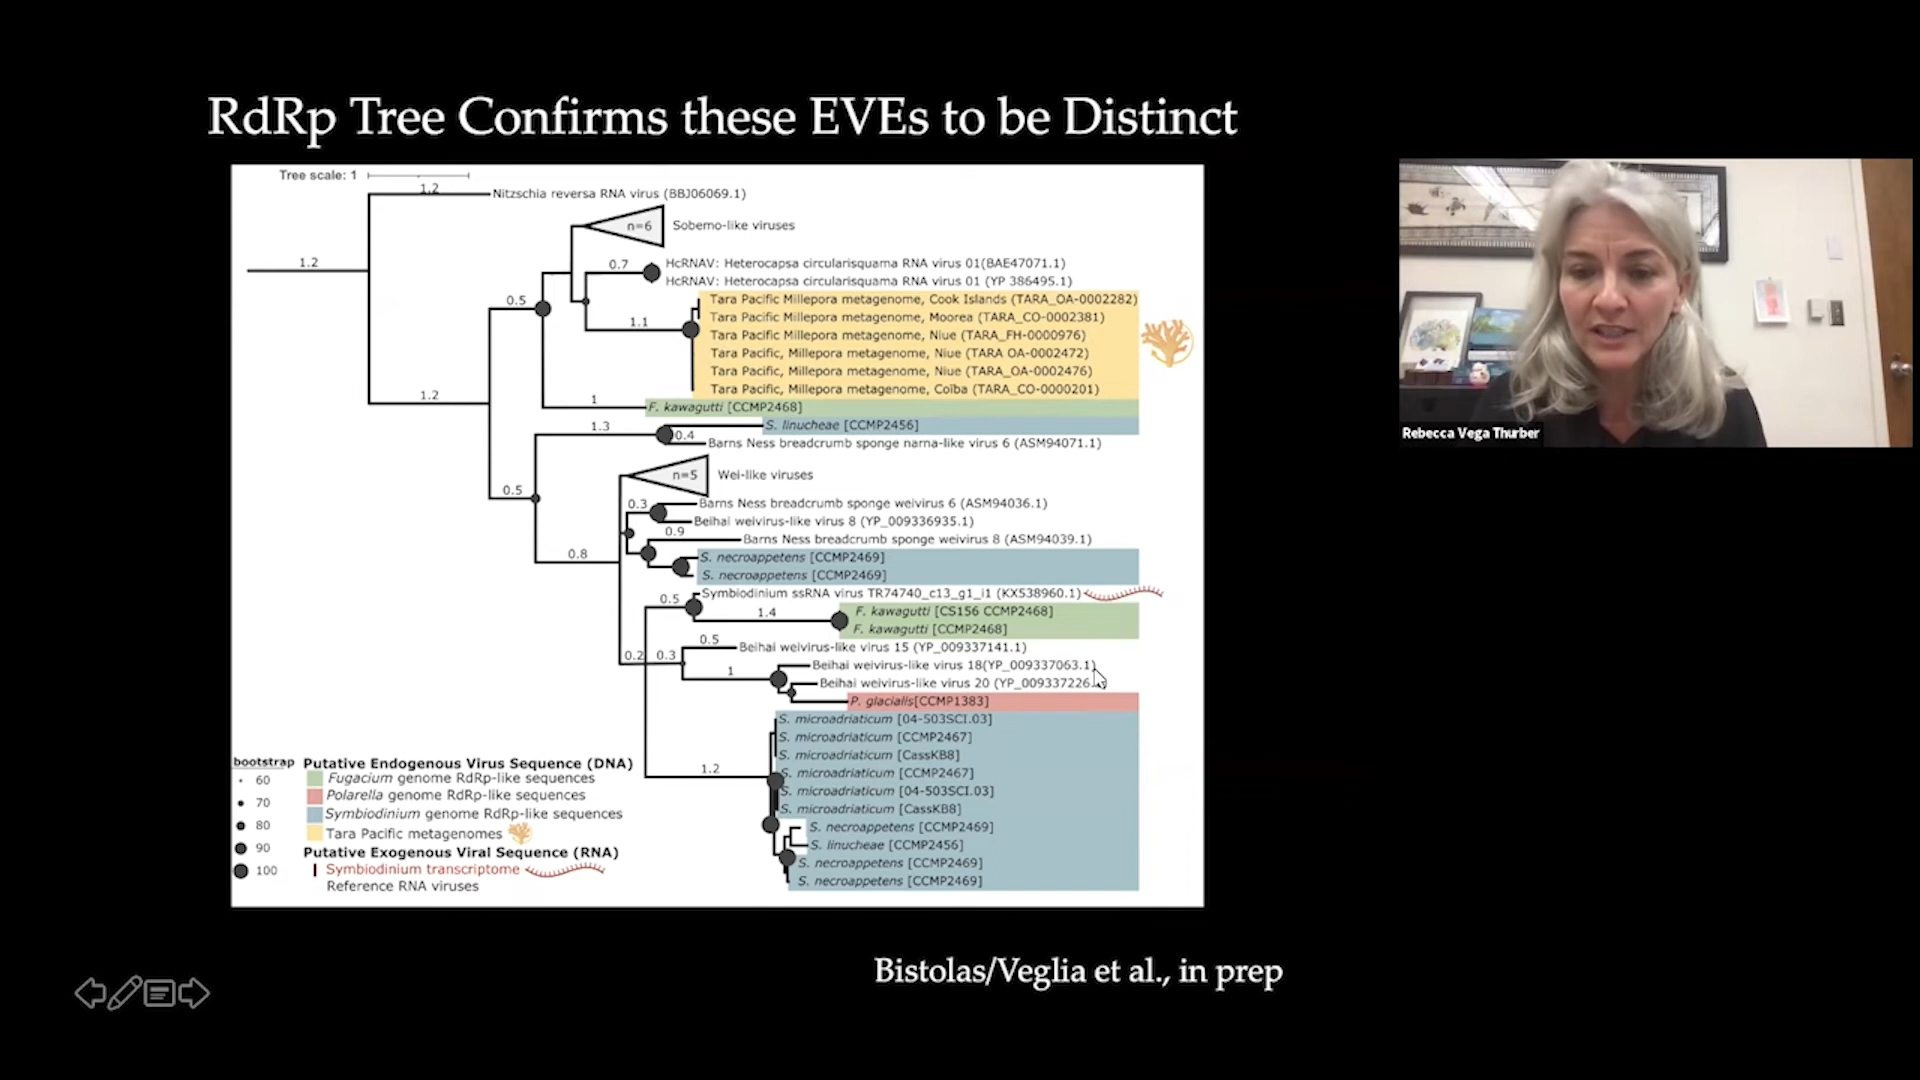 RdRp Tree Confirms these EVEs to be Distinct
Tree scale: 1
1.2
Nitzschia reversa RNA virus (BBJ06069.1)
n=6
Sobemo-like viruses
1.2
0.7
HcRNAV: Heterocapsa circularisquama RNA virus 01(BAE47071.1)
HcRNAV: Heterocapsa circularisquama RNA virus 01 (YP 386495.1)
0.5
Tara Pacific Millepora metagenome, Cook Islands (TARA_OA-0002282)
1.1
Tara Pacific Millepora metagenome, Moorea (TARA_CO-0002381)
Tara Pacific Millepora metagenome, Niue (TARA_FH-0000976)
Tara Pacific, Millepora metagenome, Niue (TARA OA-0002472)
Tara Pacific, Millepora metagenome, Niue (TARA_OA-0002476)
Tara Pacific, Millepora metagenome, Coïba (TARA_CO-0000201)
1.2
1
F. kawagutti [CCMP2468]
1.3
S. linucheae [CCMP2456]
0.4
Barns Ness breadcrumb sponge narna-like virus 6 (ASM94071.1)
n=5
Wei-like viruses
0.5
0.3
Barns Ness breadcrumb sponge weivirus 6 (ASM94036.1)
Beihai weivirus-like virus 8 (YP_009336935.1)
0.9
Barns Ness breadcrumb sponge weivirus 8 (ASM94039.1)
0.8
S. necroappetens [CCMP2469]
S. necroappetens [CCMP2469]
0.5
Symbiodinium ssRNA virus TR74740_c13_g1_i1 (KX538960.1)
1.4
F. kawagutti [CS156 CCMP2468]
F. kawagutti [CCMP2468]
0.5
Beihai weivirus-like virus 15 (YP_009337141.1)
0.2
0.3
Beihai weivirus-like virus 18(YP_009337063.1)
1
Beihai weivirus-like virus 20 (YP_009337226.
P. glacialis[CCMP1383]
S. microadriaticum [04-503SCI.03]
S. microadriaticum [CCMP2467]
S. microadriaticum [CassKB8]
1.2
S. microadriaticum [CCMP2467]
S. microadriaticum [04-503SCI.03]
S. microadriaticum [CassKB8]
S. necroappetens [CCMP2469]
S. linucheae [CCMP2456]
S. necroappetens [CCMP2469]
S. necroappetens [CCMP2469]
bootstrap
60
70
80
90
100
Putative Endogenous Virus Sequence (DNA)
Fugacium genome RdRp-like sequences
Polarella genome RdRp-like sequences
Symbiodinium genome RdRp-like sequences
Tara Pacific metagenomes
Putative Exogenous Viral Sequence (RNA)
Symbiodinium transcriptome
Reference RNA viruses
Bistolas/Veglia et al., in prep
Rebecca Vega Thurber